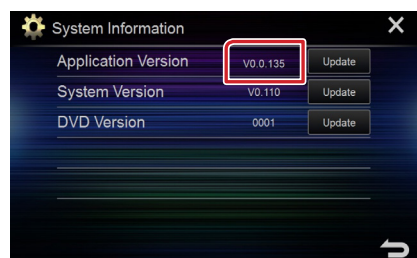 System Information
Application Version V0.0.135 Update
System Version V0.110 Update
DVD Version 0001 Update